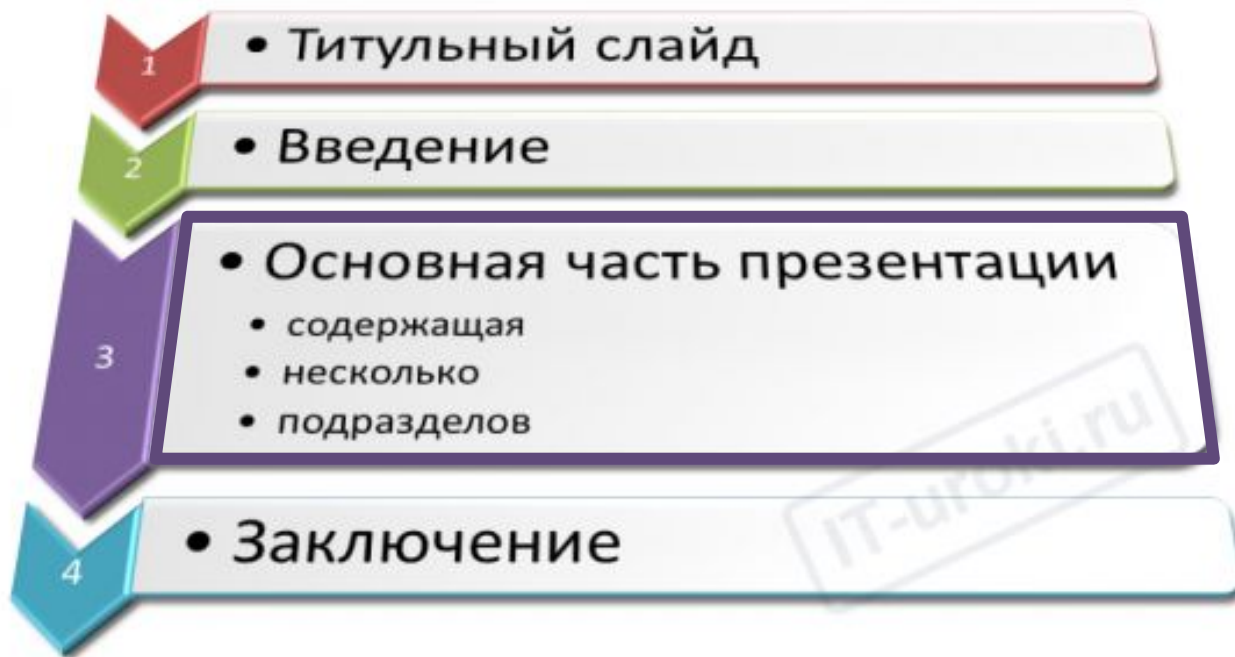 1
• Титульный слайд
2
• Введение
3
• Основная часть презентации
• содержащая
• несколько
• подразделов
IT-uroki.ru
4
• Заключение